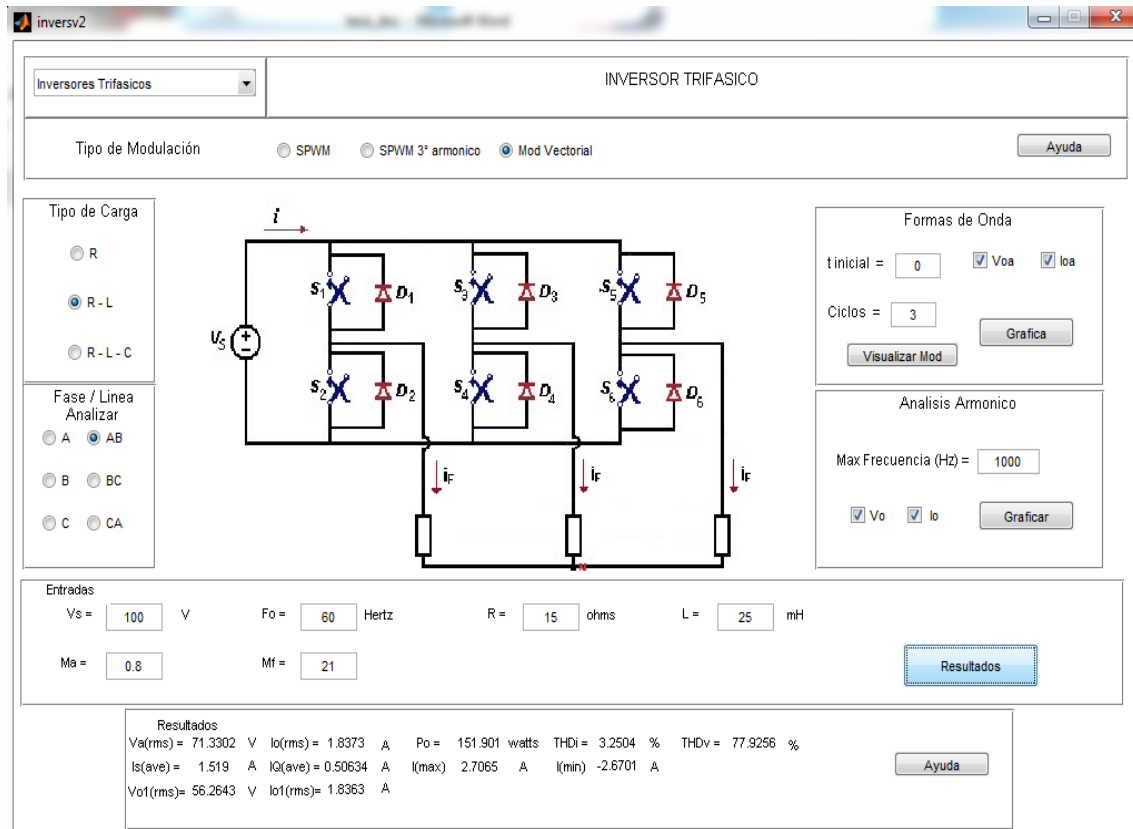 inversv2
Inversores Trifasicos
INVERSOR TRIFASICO
Tipo de Modulación
SPWM
SPWM 3° armonico
Mod Vectorial
Ayuda
Tipo de Carga
R
R - L
R - L - C
Fase / Linea
Analizar
A AB
B BC
C CA
i
S1 D1 S3 D3 S5 D5
Vs
S2 D2 S4 D4 S6 D6
iF iF iF
Formas de Onda
t inicial = 0 Voa Ioa
Ciclos = 3
Grafica
Visualizar Mod
Analisis Armonico
Max Frecuencia (Hz) = 1000
Vo Io Graficar
Entradas
Vs = 100 V Fo = 60 Hertz R = 15 ohms L = 25 mH
Ma = 0.8 Mf = 21
Resultados
Resultados
Va(rms) = 71.3302 V Io(rms) = 1.8373 A Po = 151.901 watts THDi = 3.2504 % THDv = 77.9256 %
Is(ave) = 1.519 A IQ(ave) = 0.50634 A I(max) 2.7065 A I(min) -2.6701 A
Vo1(rms)= 56.2643 V Io1(rms)= 1.8363 A
Ayuda